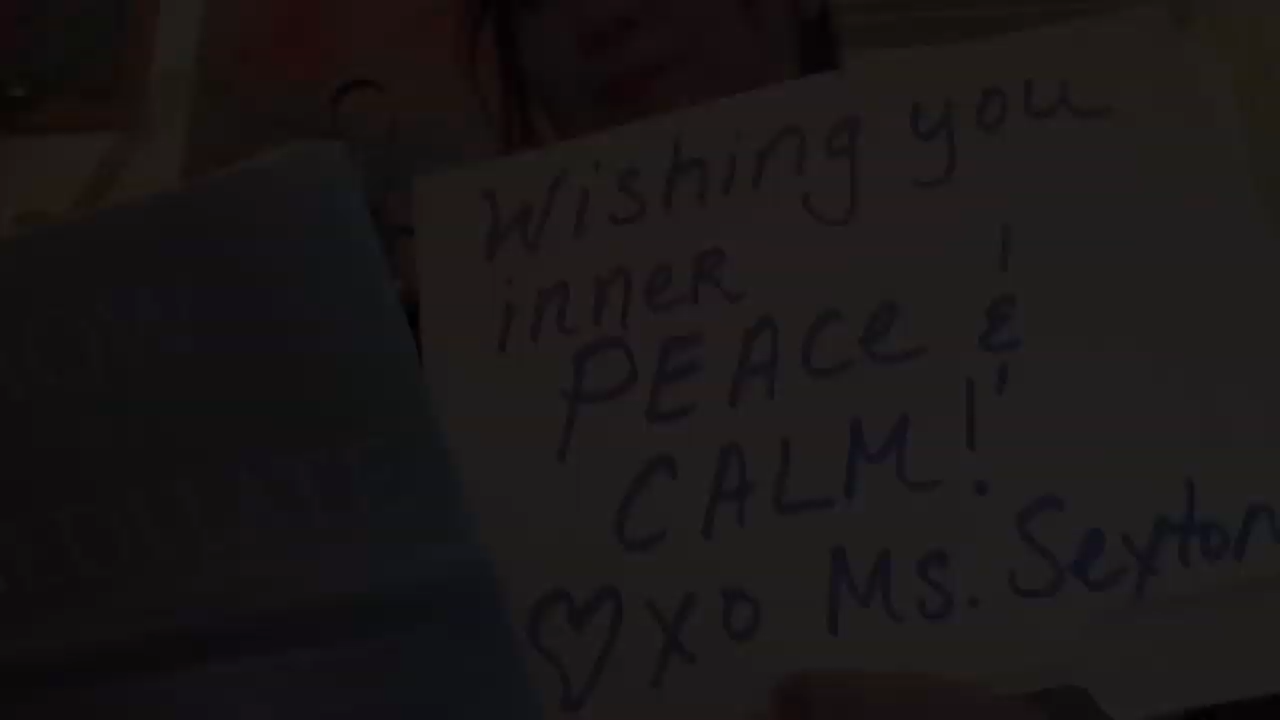 Wishing you
inner
PEACe &
CALM!
♡ XO Ms. Sexton